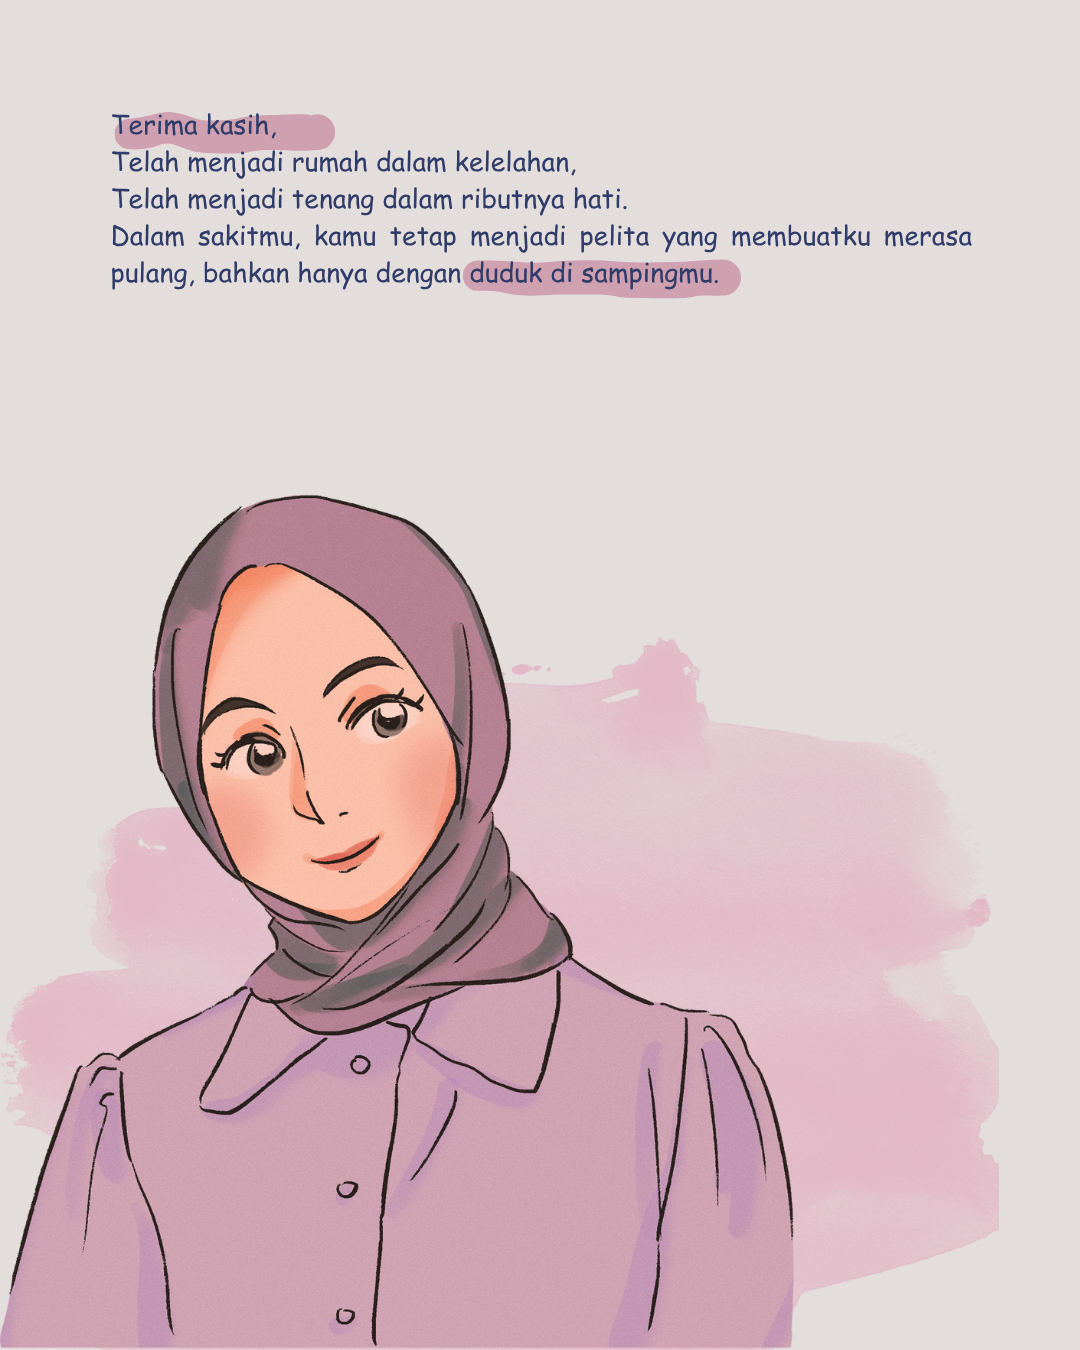 Terima kasih,
Telah menjadi rumah dalam kelelahan,
Telah menjadi tenang dalam ributnya hati.
Dalam sakitmu, kamu tetap menjadi pelita yang membuatku merasa
pulang, bahkan hanya dengan duduk di sampingmu.